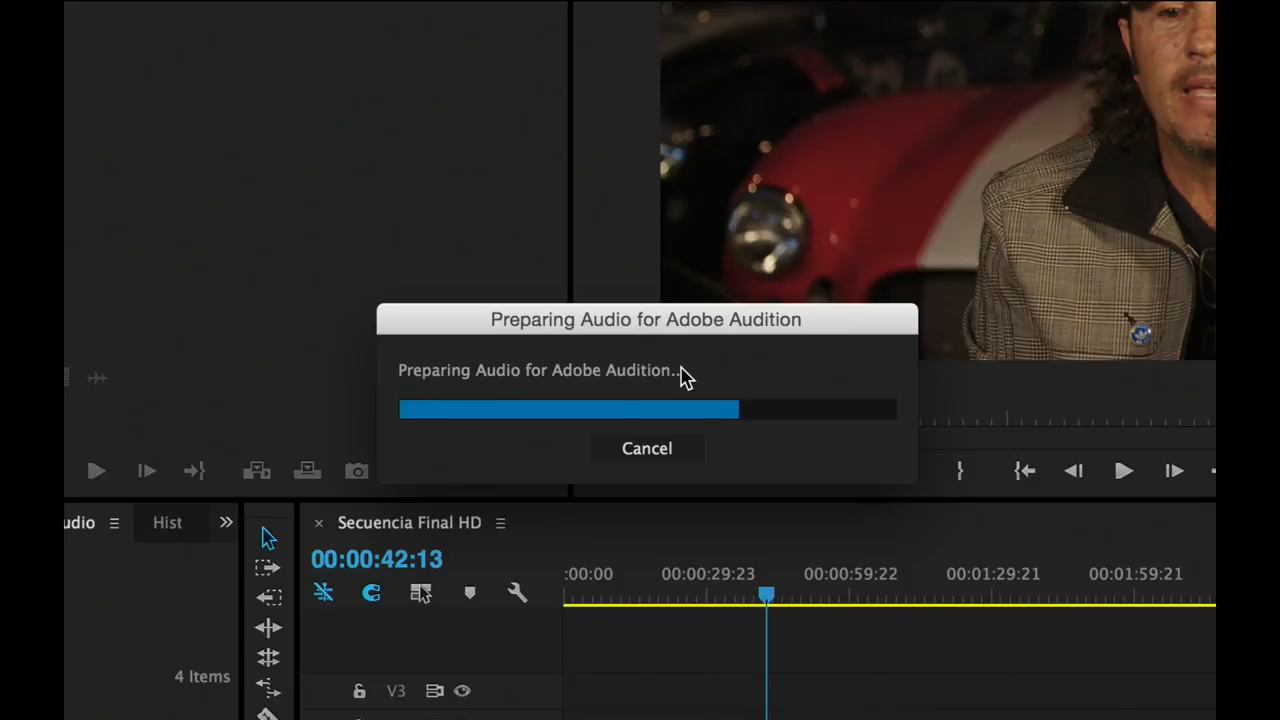 Preparing Audio for Adobe Audition
Preparing Audio for Adobe Audition..
Cancel
udio
Hist
Secuencia Final HD
00:00:42:13
:00:00
00:00:29:23
00:00:59:22
00:01:29:21
00:01:59:21
4 Items
V3